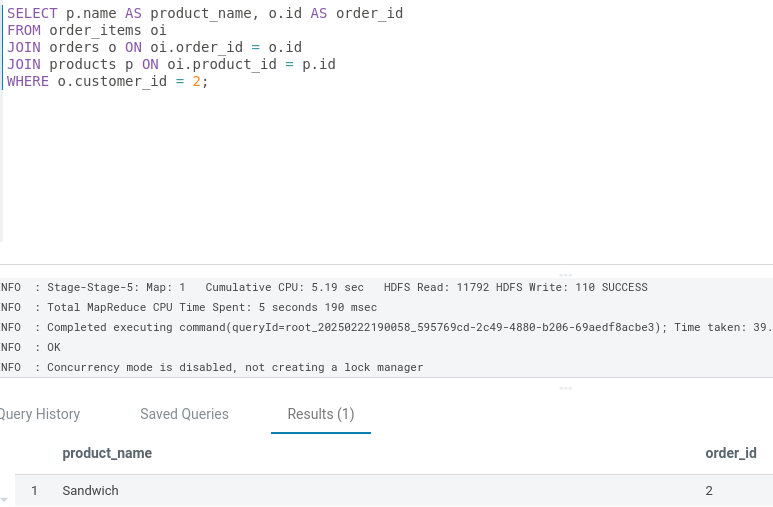 SELECT p.name AS product_name, o.id AS order_id
FROM order_items oi
JOIN orders o ON oi.order_id = o.id
JOIN products p ON oi.product_id = p.id
WHERE o.customer_id = 2;
NFO : Stage-Stage-5: Map: 1 Cumulative CPU: 5.19 sec HDFS Read: 11792 HDFS Write: 110 SUCCESS
NFO : Total MapReduce CPU Time Spent: 5 seconds 190 msec
NFO : Completed executing command(queryId=root_20250222190058_595769cd-2c49-4880-b206-69aedf8acbe3); Time taken: 39.
NFO : OK
NFO : Concurrency mode is disabled, not creating a lock manager
Query History Saved Queries Results (1)
product_name order_id
1 Sandwich 2